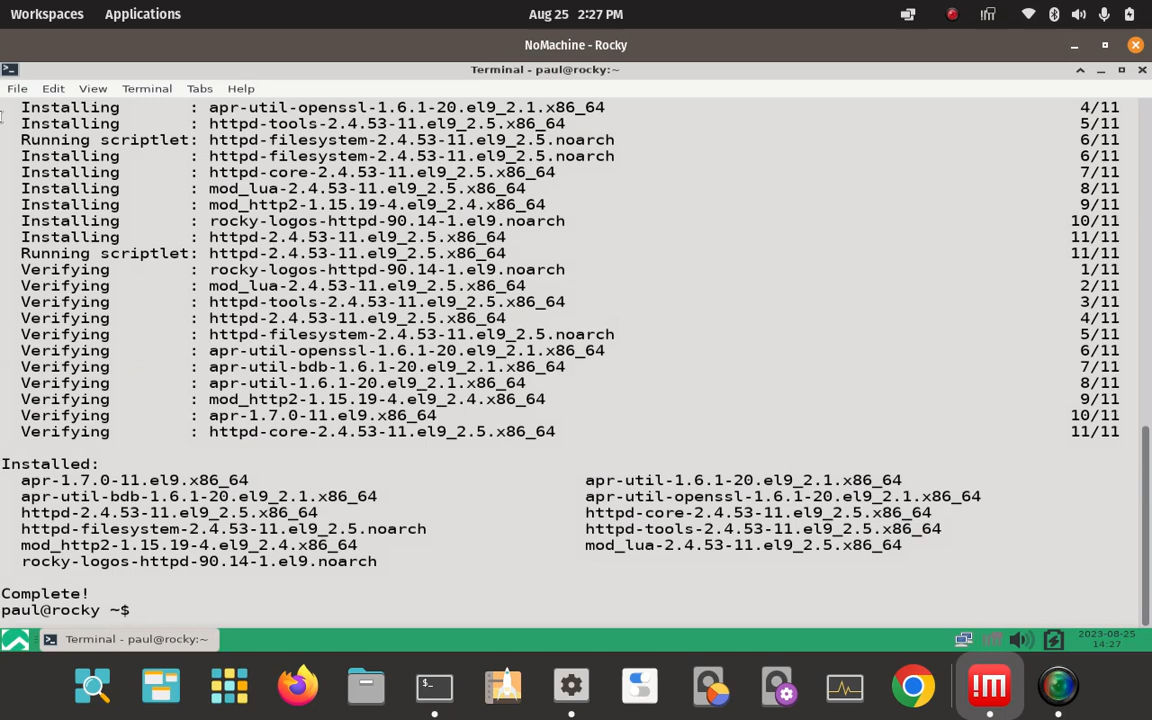 Workspaces Applications Aug 25 2:27 PM
NoMachine - Rocky
Terminal - paul@rocky:~
File Edit View Terminal Tabs Help
Installing : apr-util-openssl-1.6.1-20.el9_2.1.x86_64 4/11
Installing : httpd-tools-2.4.53-11.el9_2.5.x86_64 5/11
Running scriptlet: httpd-filesystem-2.4.53-11.el9_2.5.noarch 6/11
Installing : httpd-filesystem-2.4.53-11.el9_2.5.noarch 6/11
Installing : httpd-core-2.4.53-11.el9_2.5.x86_64 7/11
Installing : mod_lua-2.4.53-11.el9_2.5.x86_64 8/11
Installing : mod_http2-1.15.19-4.el9_2.4.x86_64 9/11
Installing : rocky-logos-httpd-90.14-1.el9.noarch 10/11
Installing : httpd-2.4.53-11.el9_2.5.x86_64 11/11
Running scriptlet: httpd-2.4.53-11.el9_2.5.x86_64 11/11
Verifying : rocky-logos-httpd-90.14-1.el9.noarch 1/11
Verifying : mod_lua-2.4.53-11.el9_2.5.x86_64 2/11
Verifying : httpd-tools-2.4.53-11.el9_2.5.x86_64 3/11
Verifying : httpd-2.4.53-11.el9_2.5.x86_64 4/11
Verifying : httpd-filesystem-2.4.53-11.el9_2.5.noarch 5/11
Verifying : apr-util-openssl-1.6.1-20.el9_2.1.x86_64 6/11
Verifying : apr-util-bdb-1.6.1-20.el9_2.1.x86_64 7/11
Verifying : apr-util-1.6.1-20.el9_2.1.x86_64 8/11
Verifying : mod_http2-1.15.19-4.el9_2.4.x86_64 9/11
Verifying : apr-1.7.0-11.el9.x86_64 10/11
Verifying : httpd-core-2.4.53-11.el9_2.5.x86_64 11/11
Installed:
apr-1.7.0-11.el9.x86_64 apr-util-1.6.1-20.el9_2.1.x86_64
apr-util-bdb-1.6.1-20.el9_2.1.x86_64 apr-util-openssl-1.6.1-20.el9_2.1.x86_64
httpd-2.4.53-11.el9_2.5.x86_64 httpd-core-2.4.53-11.el9_2.5.x86_64
httpd-filesystem-2.4.53-11.el9_2.5.noarch httpd-tools-2.4.53-11.el9_2.5.x86_64
mod_http2-1.15.19-4.el9_2.4.x86_64 mod_lua-2.4.53-11.el9_2.5.x86_64
rocky-logos-httpd-90.14-1.el9.noarch
Complete!
paul@rocky ~$
Terminal - paul@rocky:~ 2023-08-25
14:27